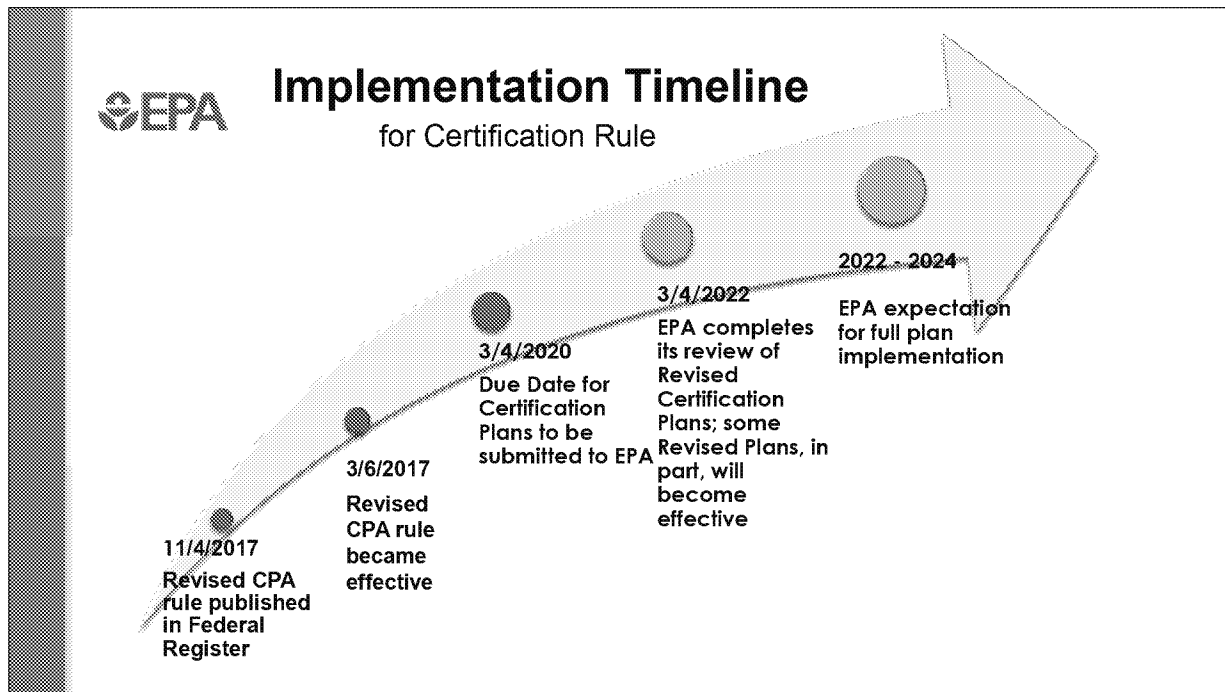 EPA
Implementation Timeline
for Certification Rule
11/4/2017
Revised CPA
rule published
in Federal
Register
3/6/2017
Revised
CPA rule
became
effective
3/4/2020
Due Date for
Certification
Plans to be
submitted to EPA
3/4/2022
EPA completes
its review of
Revised
Certification
Plans; some
Revised Plans, in
part, will
become
effective
2022 - 2024
EPA expectation
for full plan
implementation